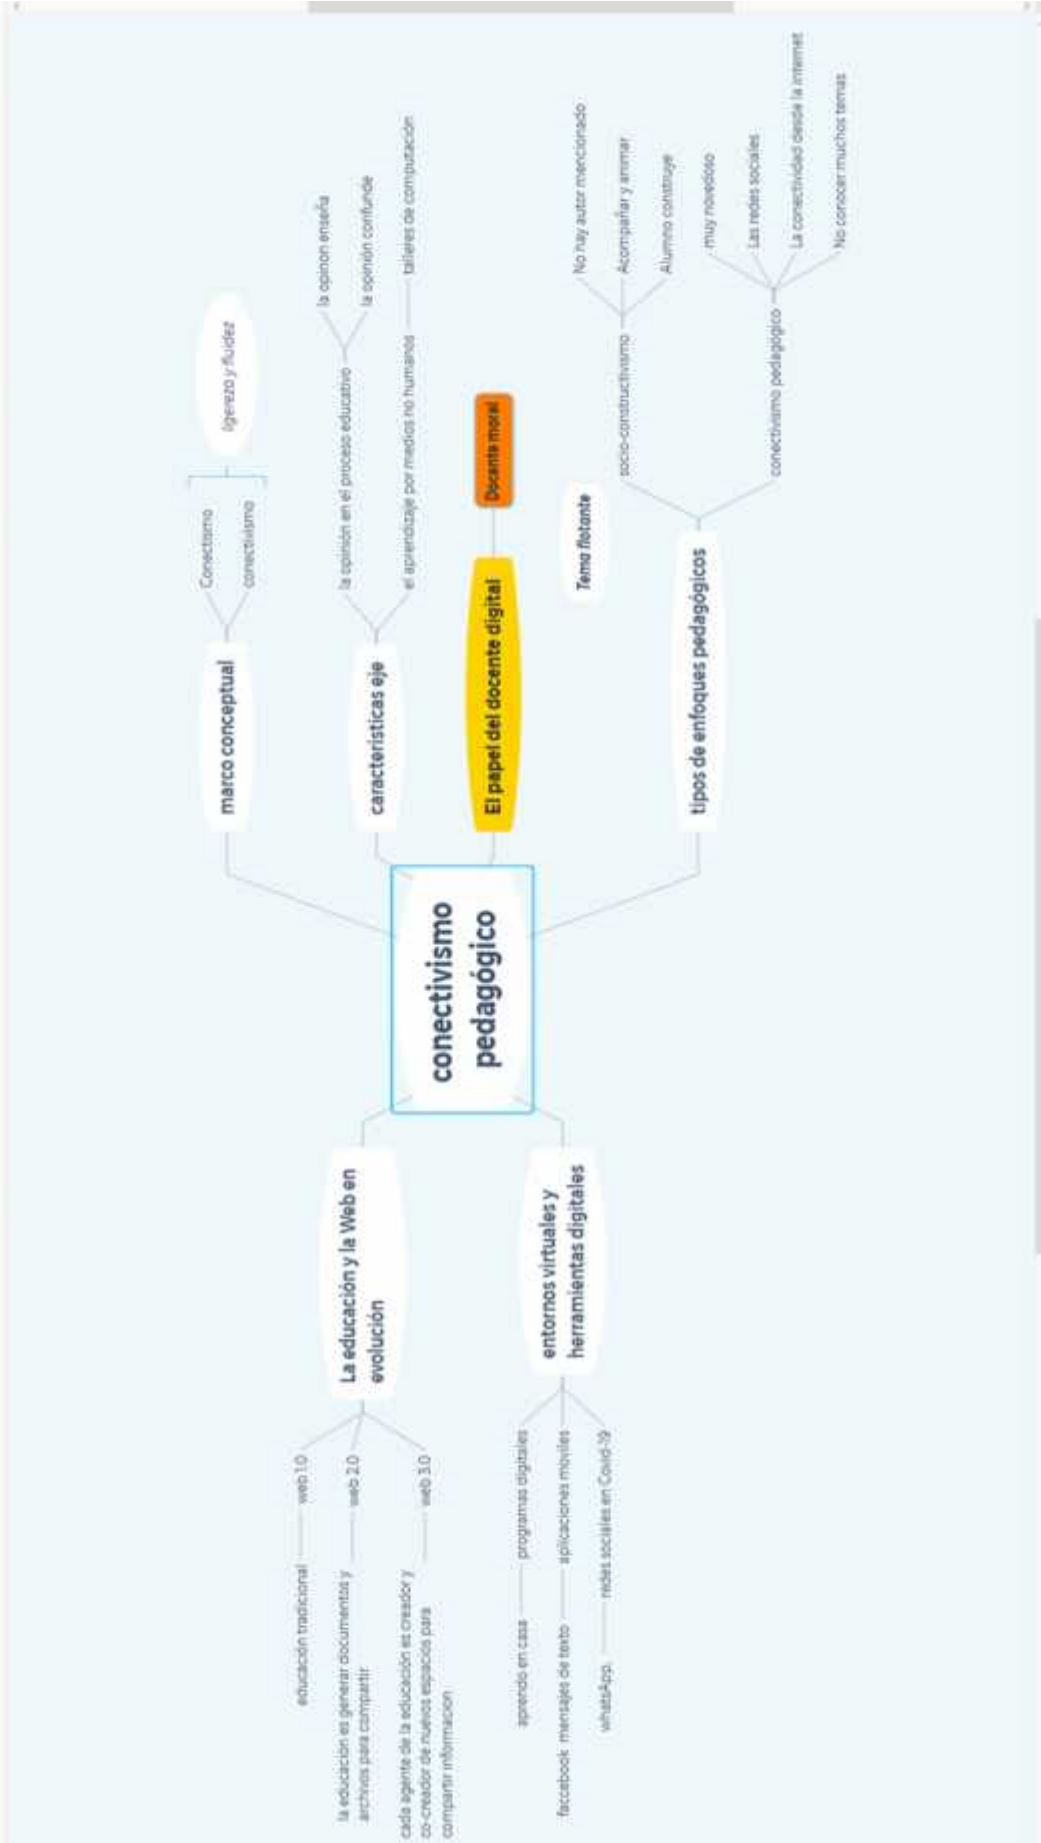 conectivismo
pedagógico
marco conceptual
Conectismo
conectivismo
ligerezo y fluidez
caracteristicas eje
la opinión en el proceso educativo
la opinon enseña
la opinión confunde
el aprendizaje por medios no humanos
talleres de computación
El papel del docente digital
Docente moral
Tema flotante
tipos de enfoques pedagógicos
socio-constructivismo
No hay autor mencionado
Acompañar y animar
Alumno construye
conectivismo pedagógico
muy novedoso
Las redes sociales
La conectividad desde la internet
No conocer muchos temas
La educación y la Web en
evolución
web 1.0
educación tradicional
web 2.0
la educación es generar documentos y
archivos para compartir
web 3.0
cada agente de la educación es creador y
co-creador de nuevos espacios para
compartir informacion
entornos virtuales y
herramientas digitales
programas digitales
aprendo en casa
aplicaciones moviles
faccebook mensajes de texto
redes sociales en Covid-19
whatsApp,